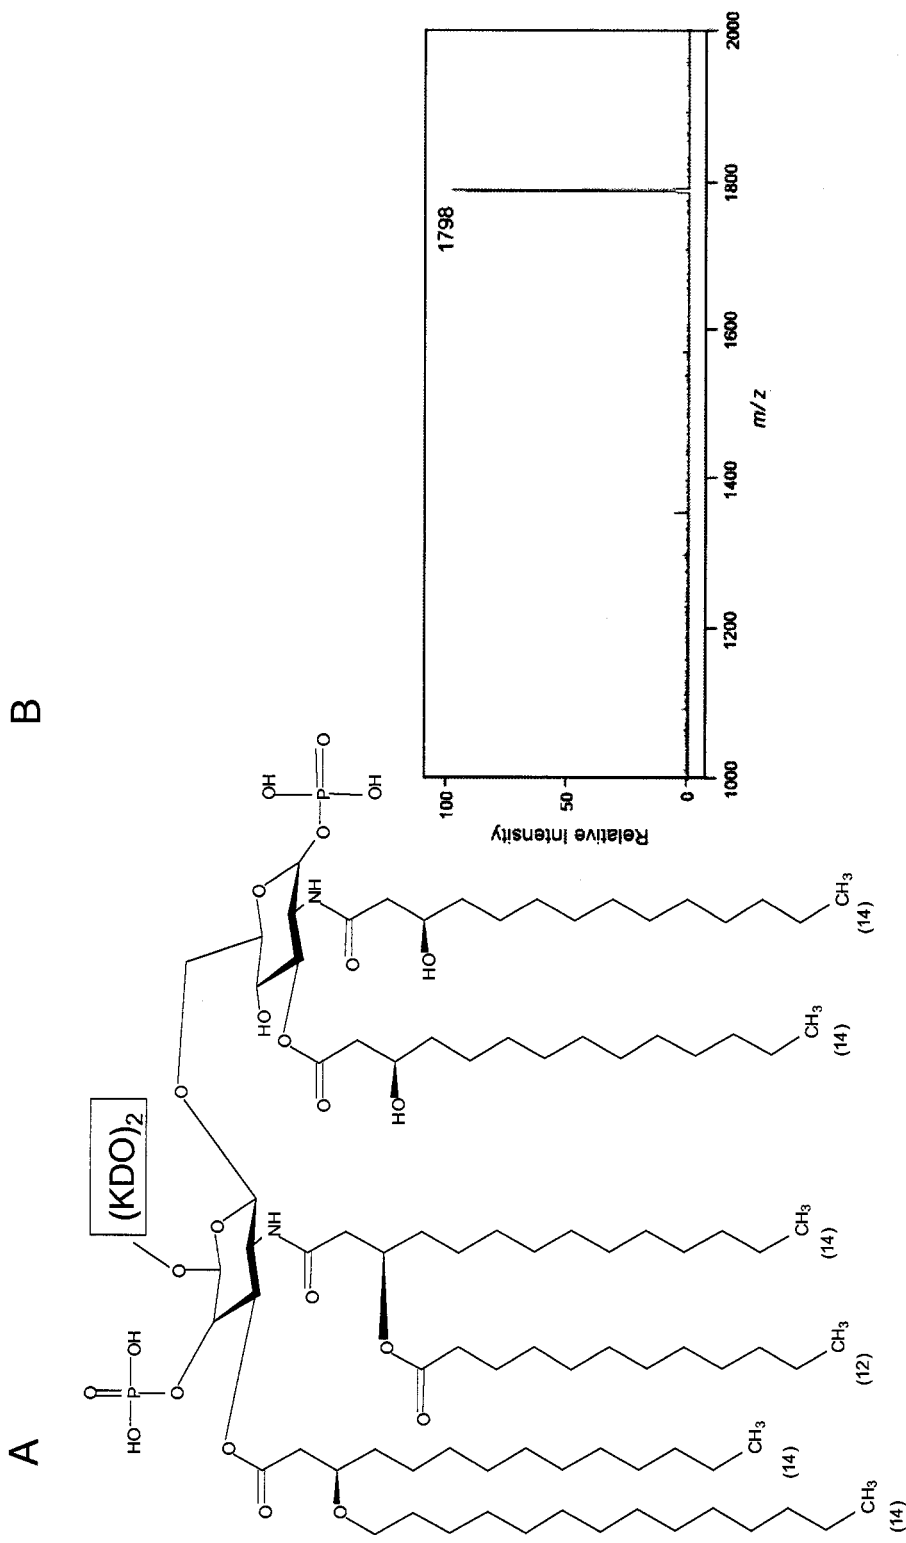 A
(KDO)2
HO
O
P
OH
O
O
O
O
O
NH
O
O
O
O
O
CH3
(14)
CH3
(14)
O
O
CH3
(12)
CH3
(14)
O
HO
O
NH
O
P
OH
OH
O
O
O
HO
O
HO
CH3
(14)
CH3
(14)
B
1798
100
50
0
Relative Intensity
1000
1200
1400
1600
1800
2000
m/z